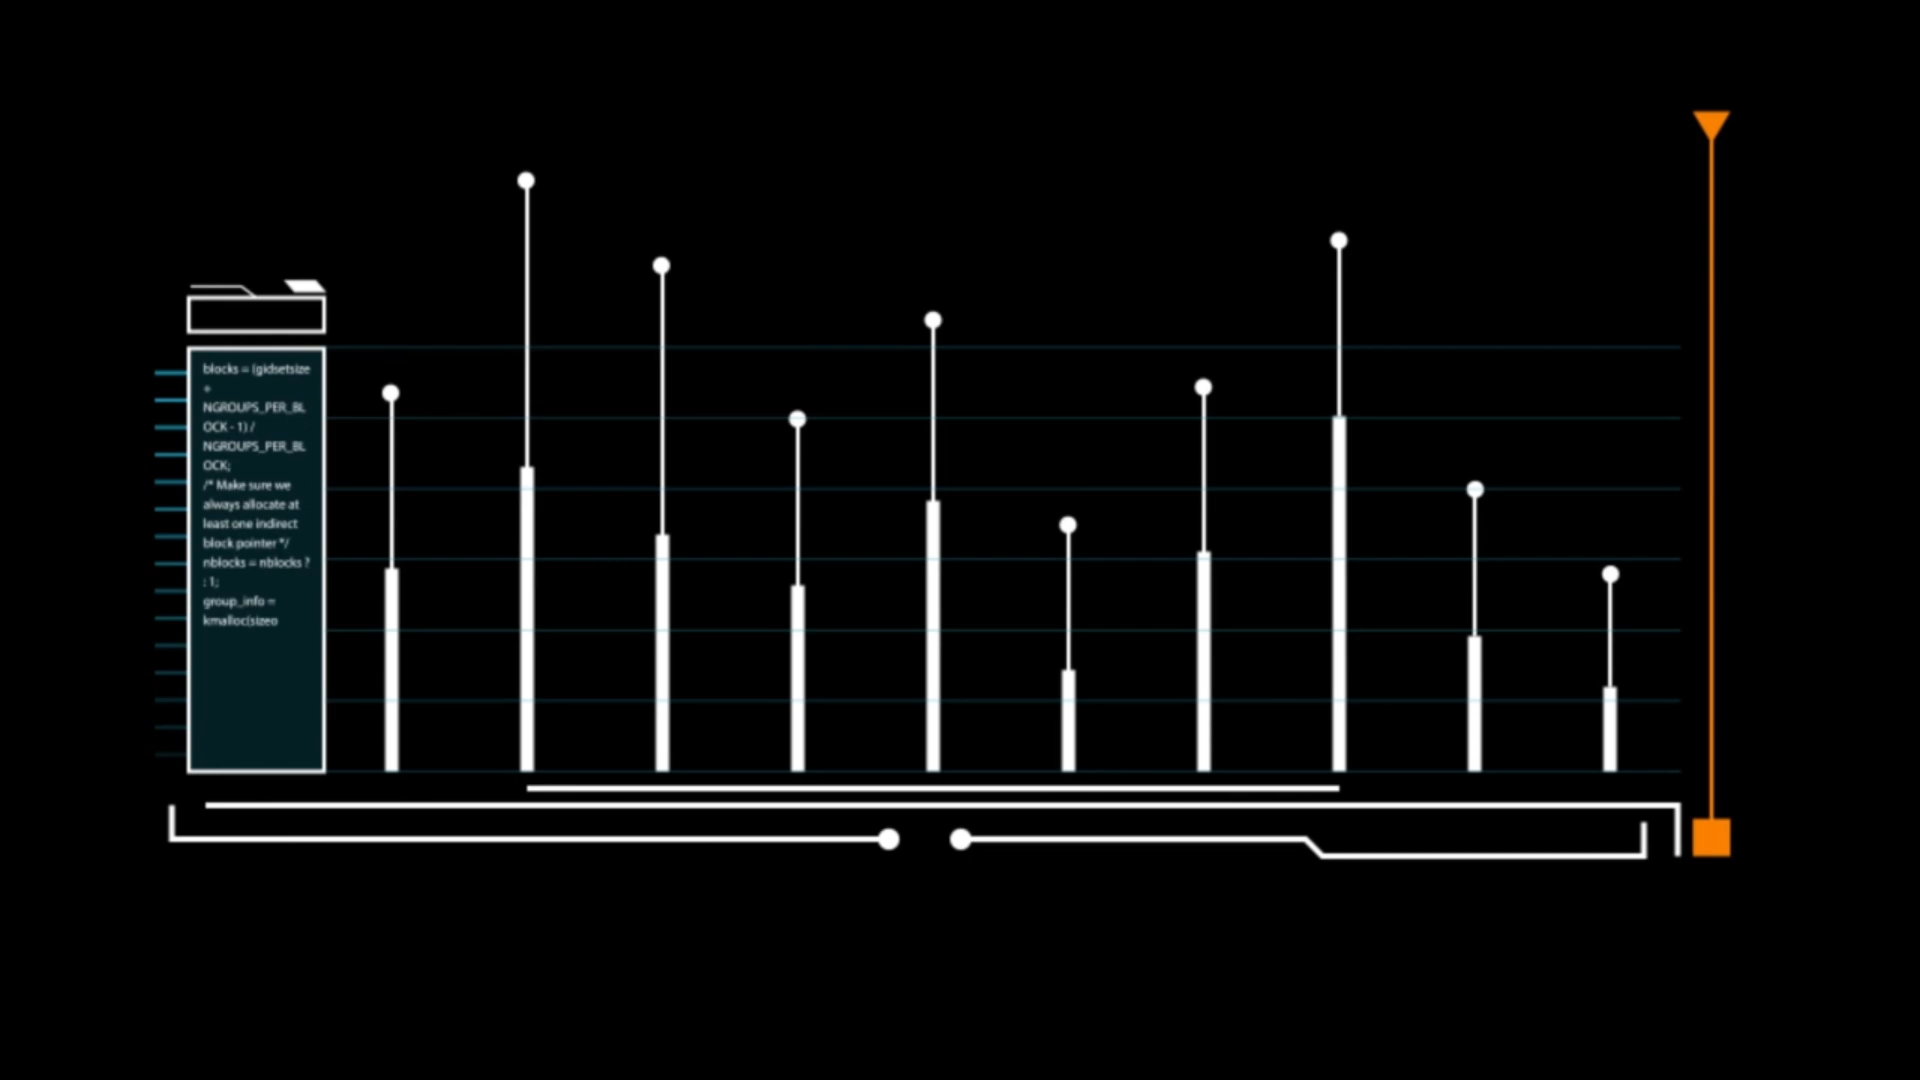 blocks = (gidsetsize
+
NGROUPS_PER_BL
OCK - 1) /
NGROUPS_PER_BL
OCK;
/* Make sure we
always allocate at
least one indirect
block pointer */
nblocks = nblocks ?
: 1;
group_info =
kmalloc(sizeo